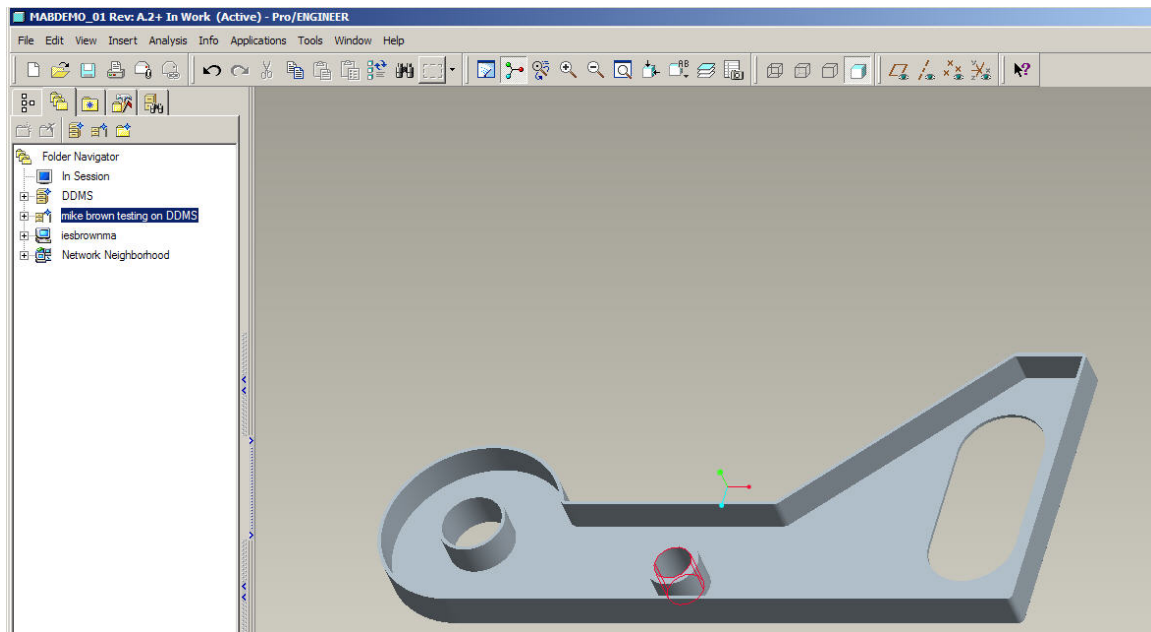 MABDEMO_01 Rev: A.2+ In Work (Active) - Pro/ENGINEER
File Edit View Insert Analysis Info Applications Tools Window Help
Folder Navigator
In Session
DDMS
mike brown testing on DDMS
iesbrownma
Network Neighborhood